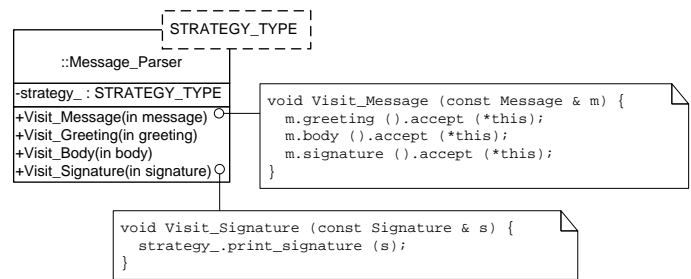 STRATEGY_TYPE
::Message_Parser
-strategy_ : STRATEGY_TYPE
+Visit_Message(in message)
+Visit_Greeting(in greeting)
+Visit_Body(in body)
+Visit_Signature(in signature)
void Visit_Message (const Message & m) {
  m.greeting ().accept (*this);
  m.body ().accept (*this);
  m.signature ().accept (*this);
}
void Visit_Signature (const Signature & s) {
  strategy_.print_signature (s);
}